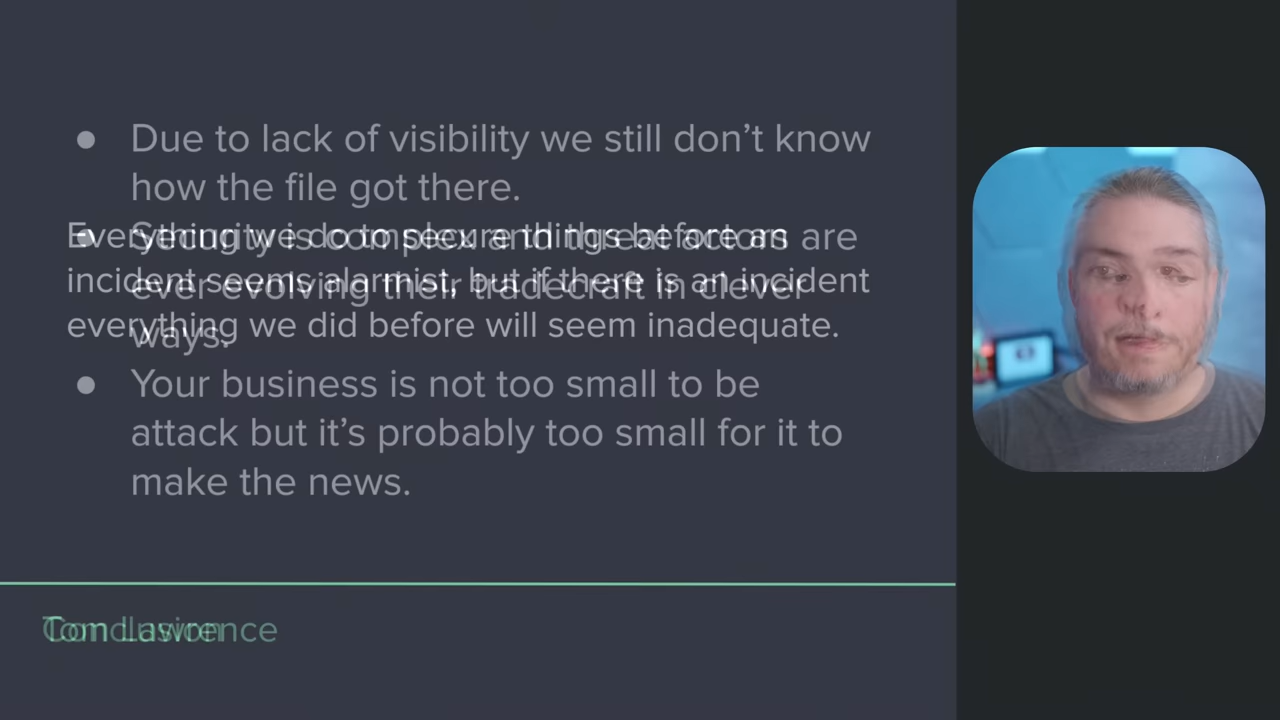 Due to lack of visibility we still don’t know
how the file got there.
Security is complex and threat actors are
ever evolving their tradecraft in clever
ways.
Your business is not too small to be
attack but it’s probably too small for it to
make the news.
Everything we do to secure things before an
incident seems alarmist, but if there is an incident
everything we did before will seem inadequate.
Conclusion
Tom Lawrence